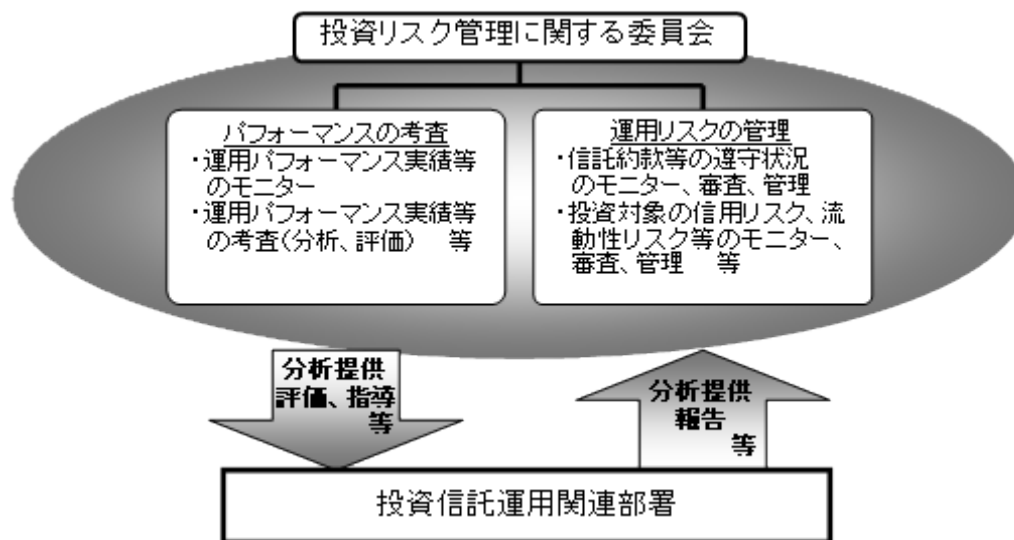 投資リスク管理に関する委員会
パフォーマンスの考査
・運用パフォーマンス実績等
のモニター
・運用パフォーマンス実績等
の考査(分析、評価) 等
運用リスクの管理
・信託約款等の遵守状況
のモニター、審査、管理
・投資対象の信用リスク、流
動性リスク等のモニター、
審査、管理 等
分析提供
評価、指導
等
分析提供
報告
等
投資信託運用関連部署